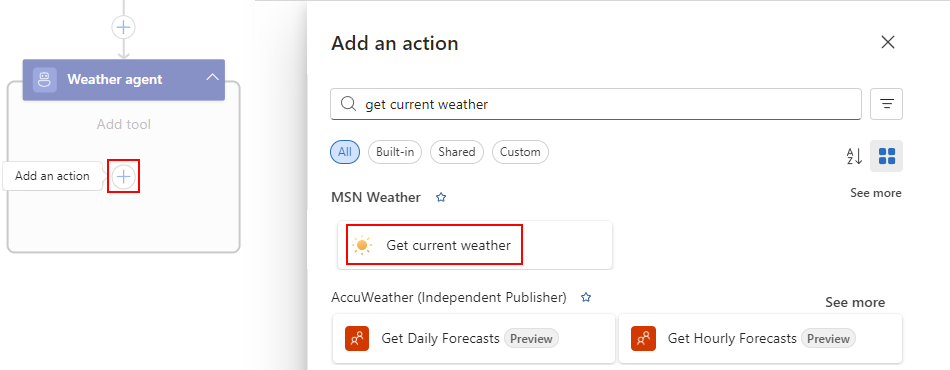 Weather agent
Add tool
Add an action
Add an action
get current weather
All
Built-in
Shared
Custom
MSN Weather
See more
Get current weather
AccuWeather (Independent Publisher)
See more
Get Daily Forecasts Preview
Get Hourly Forecasts Preview